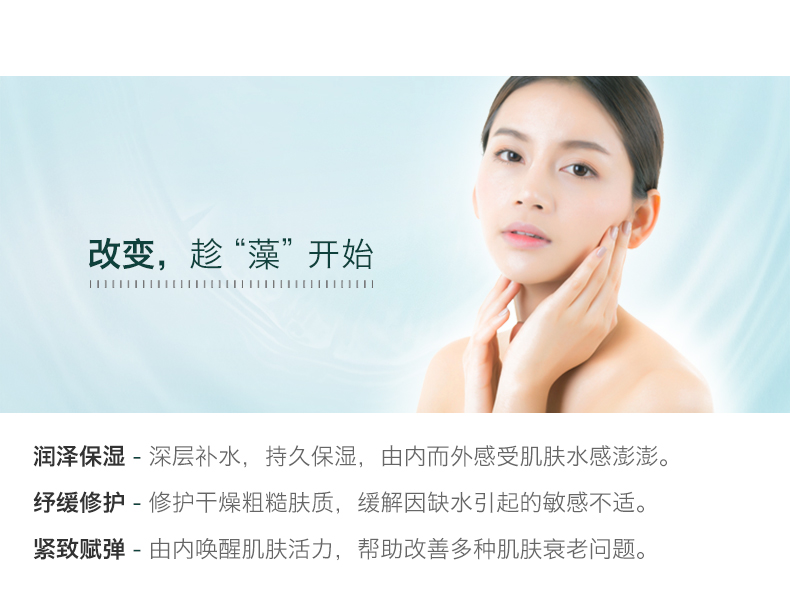 改变，趁“藻”开始
润泽保湿 - 深层补水，持久保湿，由内而外感受肌肤水感澎澎。
纾缓修护 - 修护干燥粗糙肤质，缓解因缺水引起的敏感不适。
紧致赋弹 - 由内唤醒肌肤活力，帮助改善多种肌肤衰老问题。